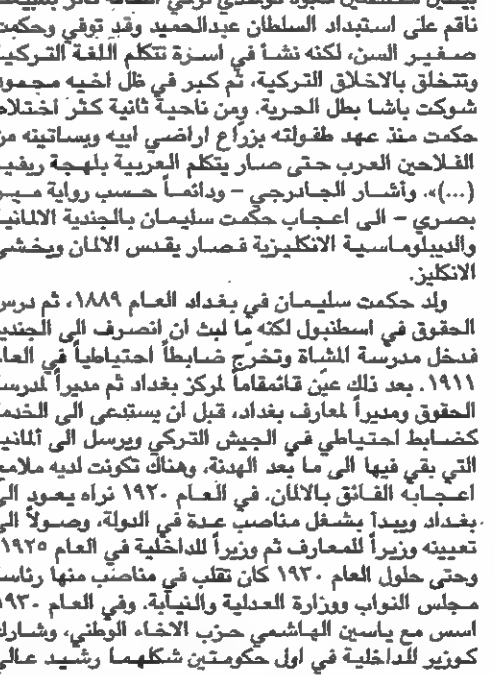 ناقم على استبداد السلطان عبدالحميد وقد توفي وحكمت
صغير السن، لكنه نشأ في اسرة تتكلم اللغة التركية
وتتخلق بالاخلاق التركية، ثم كبر في ظل اخيه مجمود
شوكت باشا بطل الحرية. ومن ناحية ثانية كثر اختلاط
حكمت منذ عهد طفولته بزراع اراضي ابيه وبساتينه من
الفلاحين العرب حتى صار يتكلم العربية بلهجة ريفية
(...)». وأشار الجادرجي – ودائماً حسب رواية مير
بصري – الى اعجاب حكمت سليمان بالجندية الالمانية
والديبلوماسية الانكليزية فصار يقدس الالمان ويخشى
الانكليز.
ولد حكمت سليمان في بغداد العام ١٨٨٩، ثم درس
الحقوق في اسطنبول لكنه ما لبث ان انصرف الى الجندية
فدخل مدرسة المشاة وتخرج ضابطاً احتياطياً في العام
١٩١١. بعد ذلك عيّن قائمقاماً لمركز بغداد ثم مديراً لمدرسة
الحقوق ومديراً لمعارف بغداد، قبل ان يستدعى الى الخدمة
كضابط احتياطي في الجيش التركي ويرسل الى ألمانيا
التي بقي فيها الى ما بعد الهدنة، وهناك تكونت لديه ملامح
اعجابه الفائق بالالمان. في العام ١٩٢٠ نراه يعود الى
بغداد ويبدأ بشغل مناصب عدة في الدولة، وصولاً الى
تعيينه وزيراً للمعارف ثم وزيراً للداخلية في العام ١٩٢٥.
وحتى حلول العام ١٩٣٠ كان تقلب في مناصب منها رئاسة
مجلس النواب ووزارة العدلية والنيابة. وفي العام ١٩٣٠
اسس مع ياسين الهاشمي حزب الاخاء الوطني، وشارك
كوزير للداخلية في اولى حكومتين شكلهما رشيد عالي